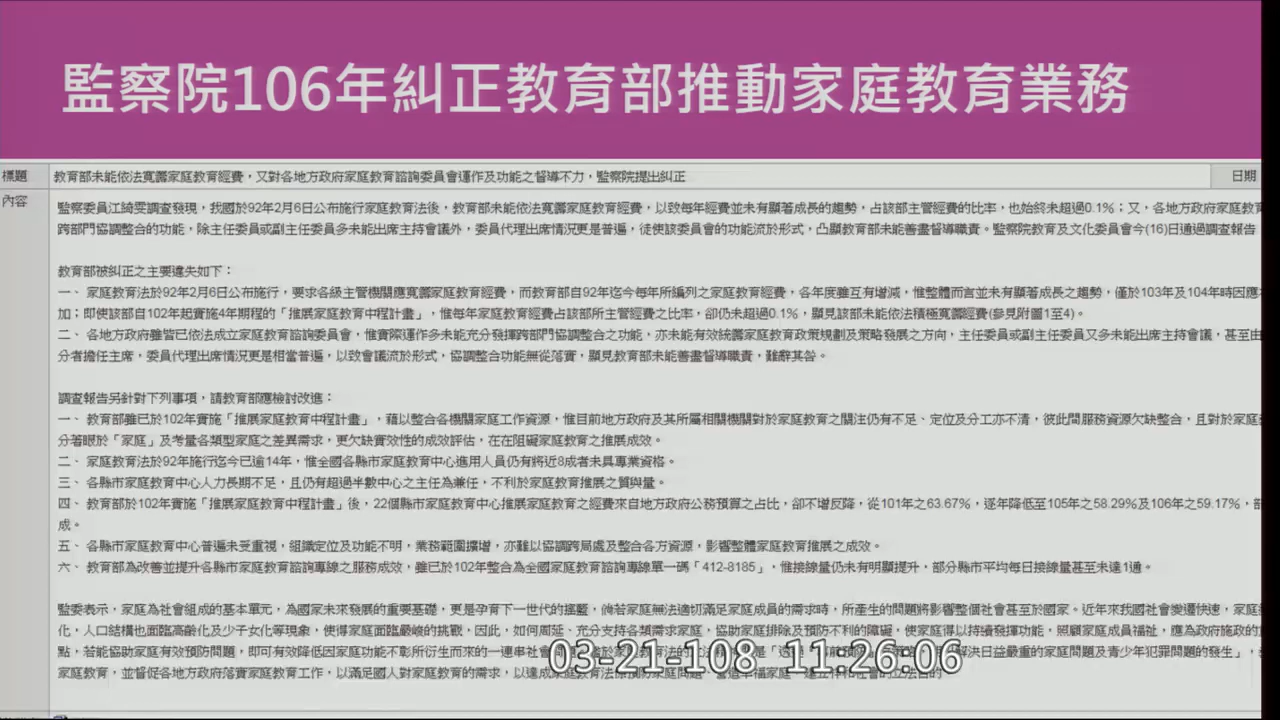 監察院106年糾正教育部推動家庭教育業務
標題 教育部未能依法寬籌家庭教育經費，又對各地方政府家庭教育諮詢委員會運作及功能之督導不力，監察院提出糾正 日期
內容 監察委員江綺雯調查發現，我國於92年2月6日公布施行家庭教育法後，教育部未能依法寬籌家庭教育經費，以致每年經費並未有顯著成長的趨勢，占該部主管經費的比率，也始終未超過0.1%；又，各地方政府家庭教育
跨部門協調整合的功能，除主任委員或副主任委員多未能出席主持會議外，委員代理出席情況更是普遍，徒使該委員會的功能流於形式，凸顯教育部未能善盡督導職責。監察院教育及文化委員會今(16)日通過調查報告
教育部被糾正之主要違失如下：
一、 家庭教育法於92年2月6日公布施行，要求各級主管機關應寬籌家庭教育經費，而教育部自92年迄今每年所編列之家庭教育經費，各年度雖互有增減，惟整體而言並未有顯著成長之趨勢，僅於103年及104年時因應
加；即使該部自102年起實施4年期程的「推展家庭教育中程計畫」，惟每年家庭教育經費占該部所主管經費之比率，卻仍未超過0.1%，顯見該部未能依法積極寬籌經費(參見附圖1至4)。
二、 各地方政府雖皆已依法成立家庭教育諮詢委員會，惟實際運作多未能充分發揮跨部門協調整合之功能，亦未能有效統籌家庭教育政策規劃及策略發展之方向，主任委員或副主任委員又多未能出席主持會議，甚至由
分者擔任主席，委員代理出席情況更是相當普遍，以致會議流於形式，協調整合功能無從落實，顯見教育部未能善盡督導職責，難辭其咎。
調查報告另針對下列事項，請教育部應檢討改進：
一、 教育部雖已於102年實施「推展家庭教育中程計畫」，藉以整合各機關家庭工作資源，惟目前地方政府及其所屬相關機關對於家庭教育之關注仍有不足、定位及分工亦不清，彼此間服務資源欠缺整合，且對於家庭
分著眼於「家庭」及考量各類型家庭之差異需求，更欠缺實效性的成效評估，在在阻礙家庭教育之推展成效。
二、 家庭教育法於92年施行迄今已逾14年，惟全國各縣市家庭教育中心進用人員仍有將近8成者未具專業資格。
三、 各縣市家庭教育中心人力長期不足，且仍有超過半數中心之主任為兼任，不利於家庭教育推展之質與量。
四、 教育部於102年實施「推展家庭教育中程計畫」後，22個縣市家庭教育中心推展家庭教育之經費來自地方政府公務預算之占比，卻不增反降，從101年之63.67%，逐年降低至105年之58.29%及106年之59.17%，
成。
五、 各縣市家庭教育中心普遍未受重視，組織定位及功能不明，業務範圍擴增，亦難以協調跨局處及整合各方資源，影響整體家庭教育推展之成效。
六、 教育部為改善並提升各縣市家庭教育諮詢專線之服務成效，雖已於102年整合為全國家庭教育諮詢專線單一碼「412-8185」，惟接線量仍未有明顯提升，部分縣市平均每日接線量甚至未達1通。
監委表示，家庭為社會組成的基本單元，為國家未來發展的重要基礎，更是孕育下一世代的搖籃，倘若家庭無法適切滿足家庭成員的需求時，所產生的問題將影響整個社會甚至於國家。近年來我國社會變遷快速，家庭
化，人口結構也面臨高齡化及少子女化等現象，使得家庭面臨嚴峻的挑戰，因此，如何周延、充分支持各類需求家庭，協助家庭排除及預防不利的障礙，使家庭得以持續發揮功能，照顧家庭成員福祉，應為政府施政的
點，若能協助家庭有效預防問題，即可有效降低因家庭功能不彰所衍生而來的一連串社會 解決日益嚴重的家庭問題及青少年犯罪問題的發生」，
家庭教育，並督促各地方政府落實家庭教育工作，以滿足國人對家庭教育的需求，以達成家庭教育法
03-21-108 11:26:06